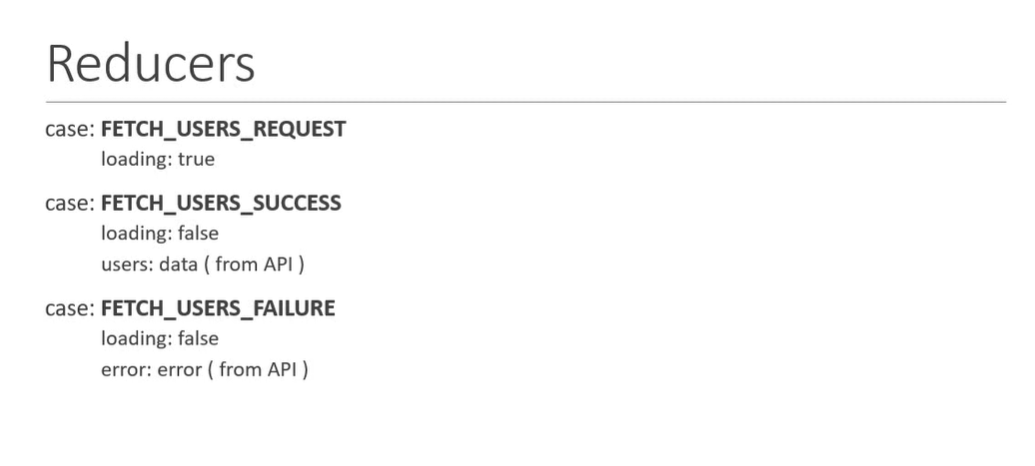 Reducers
case: FETCH_USERS_REQUEST
loading: true
case: FETCH_USERS_SUCCESS
loading: false
users: data ( from API )
case: FETCH_USERS_FAILURE
loading: false
error: error ( from API )